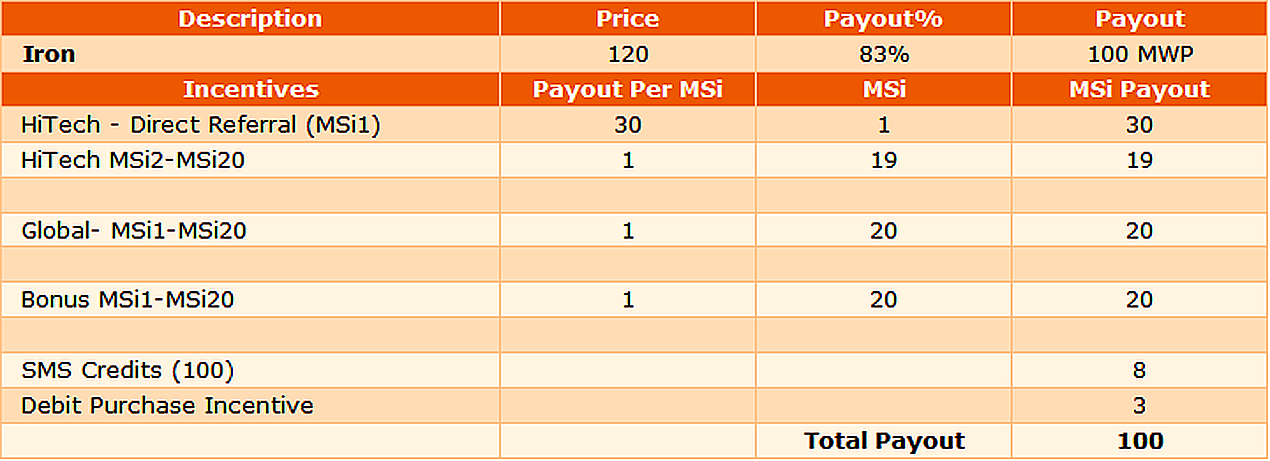 Description Price Payout% Payout
Iron 120 83% 100 MWP
Incentives Payout Per MSi MSi MSi Payout
HiTech - Direct Referral (MSi1) 30 1 30
HiTech MSi2-MSi20 1 19 19
Global- MSi1-MSi20 1 20 20
Bonus MSi1-MSi20 1 20 20
SMS Credits (100) 8
Debit Purchase Incentive 3
Total Payout 100